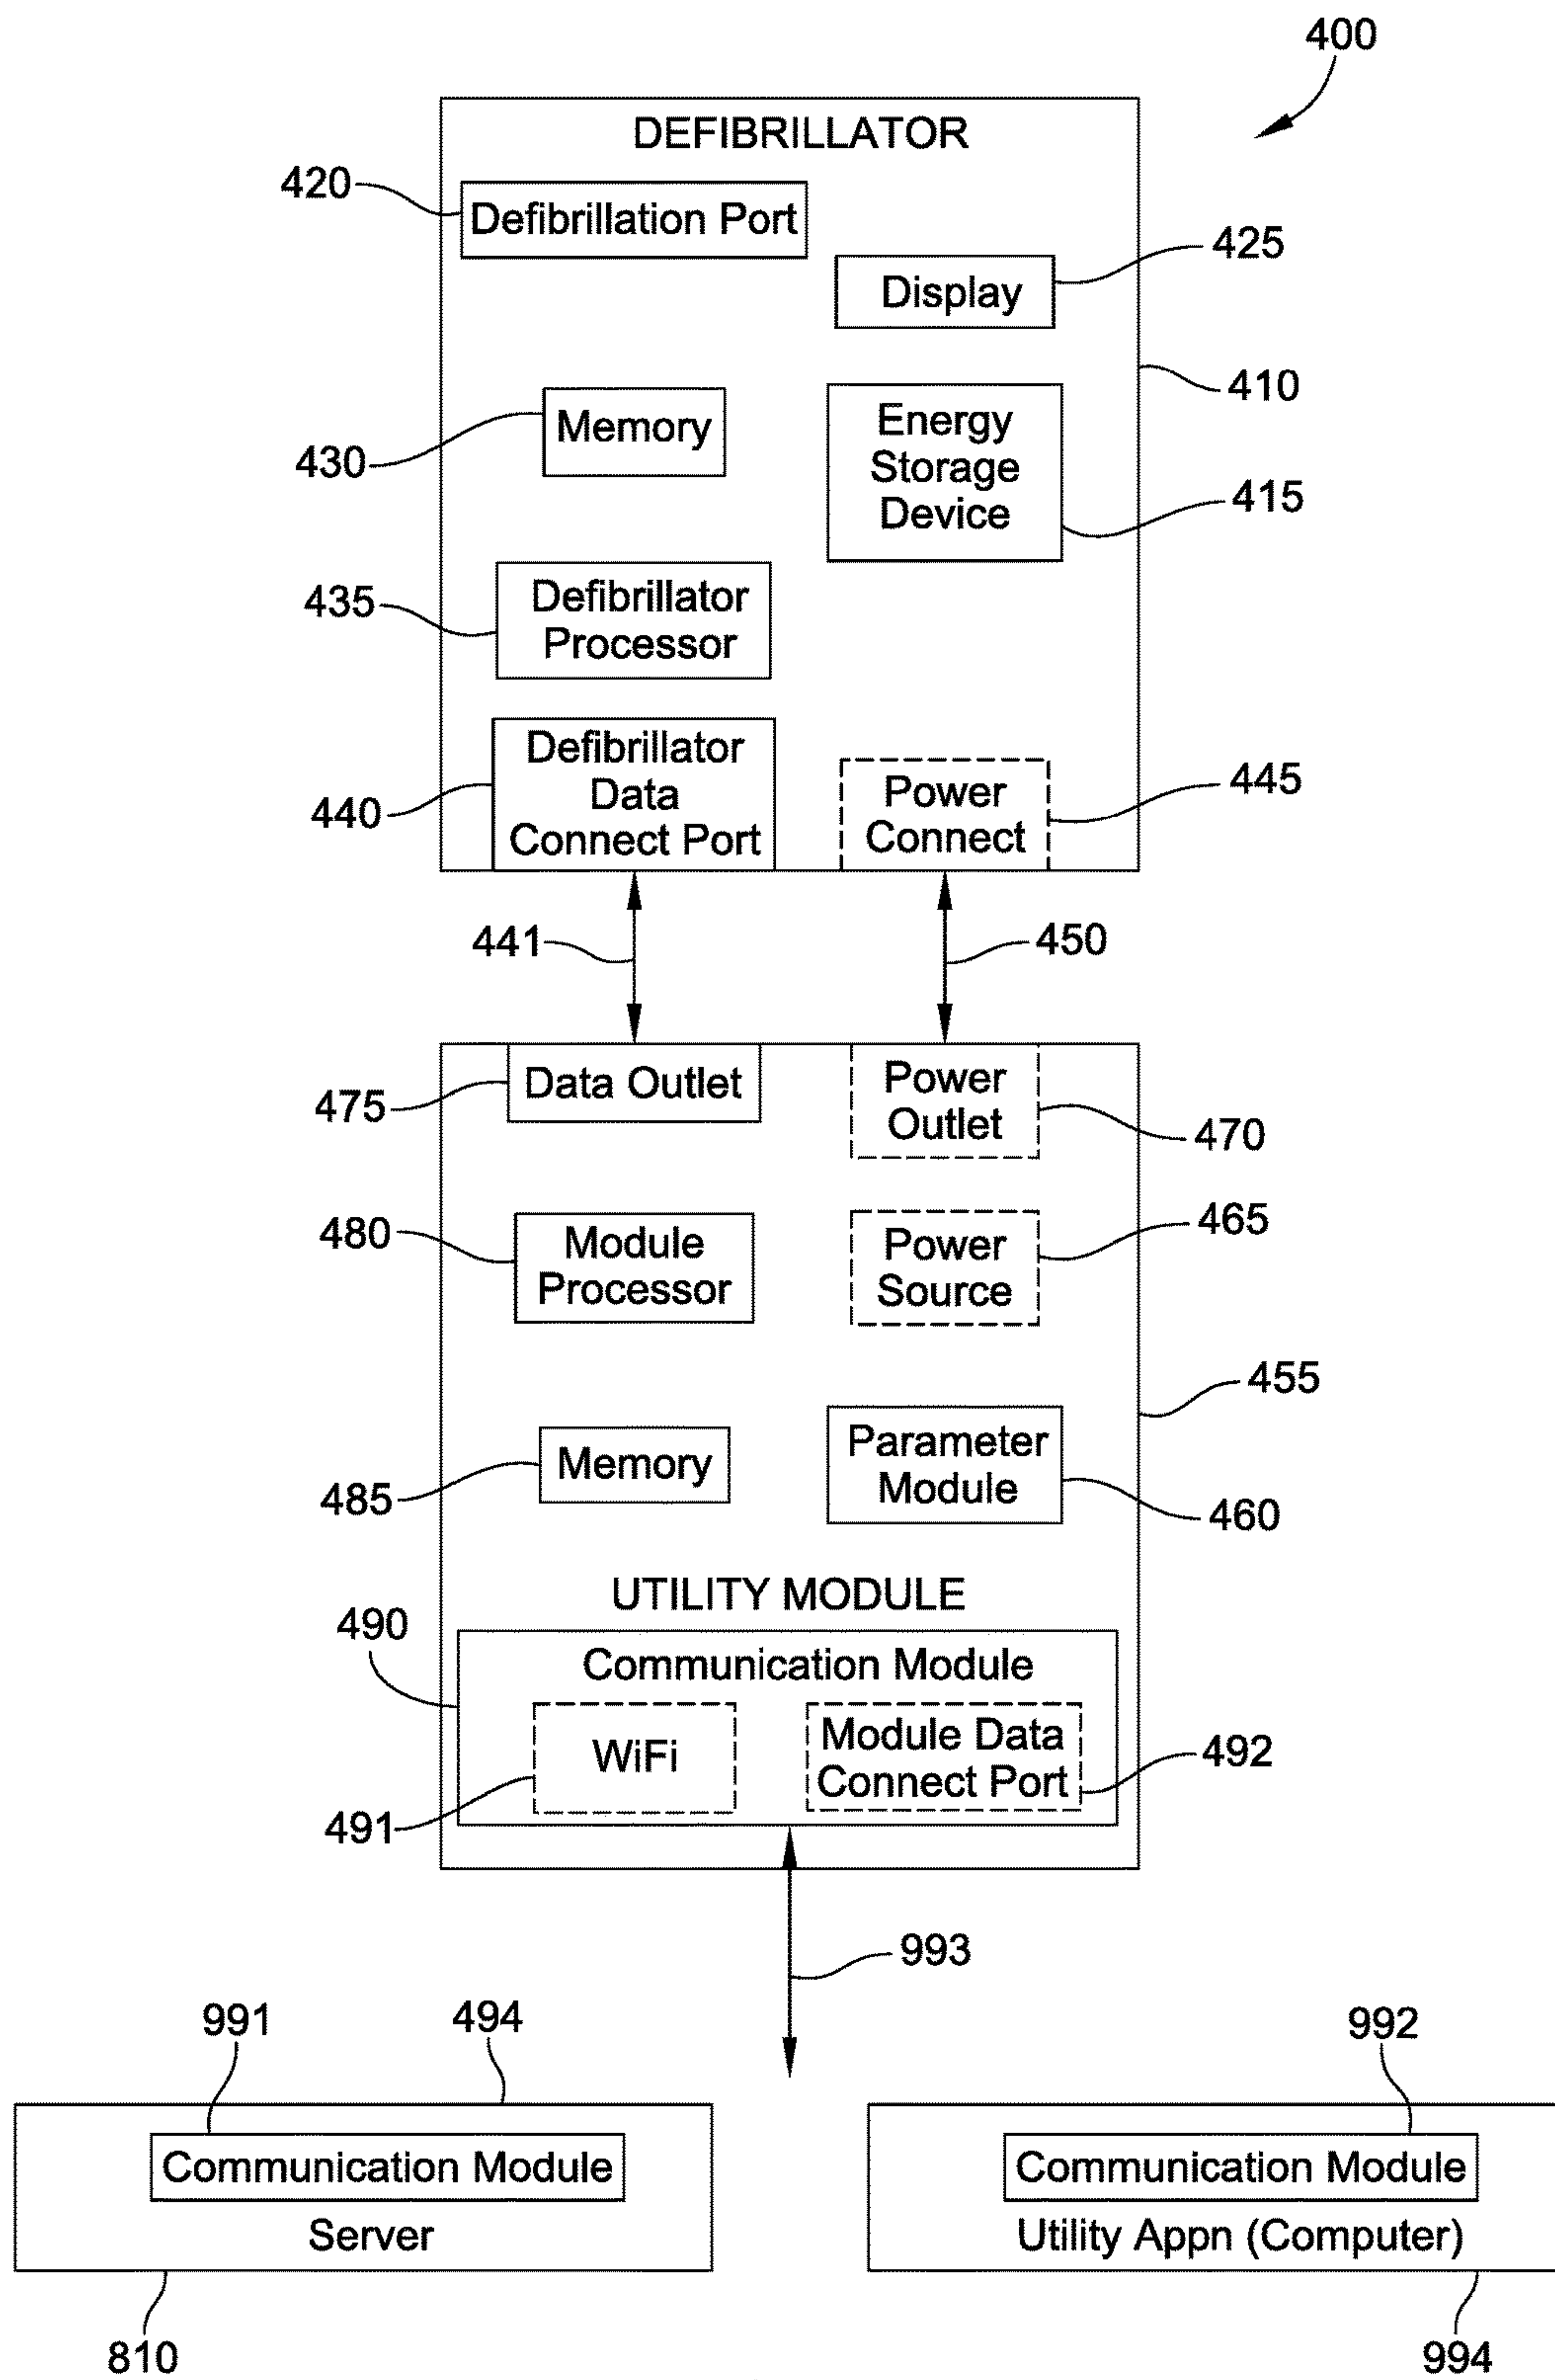 400
DEFIBRILLATOR
420
Defibrillation Port
425
Display
410
430
Memory
Energy
Storage
Device
415
435
Defibrillator
Processor
440
Defibrillator
Data
Connect Port
Power
Connect
445
441
450
475
Data Outlet
Power
Outlet
470
480
Module
Processor
Power
Source
465
455
485
Memory
Parameter
Module
460
UTILITY MODULE
490
Communication Module
WiFi
491
Module Data
Connect Port
492
993
991
494
992
Communication Module
Server
810
Communication Module
Utility Appn (Computer)
994